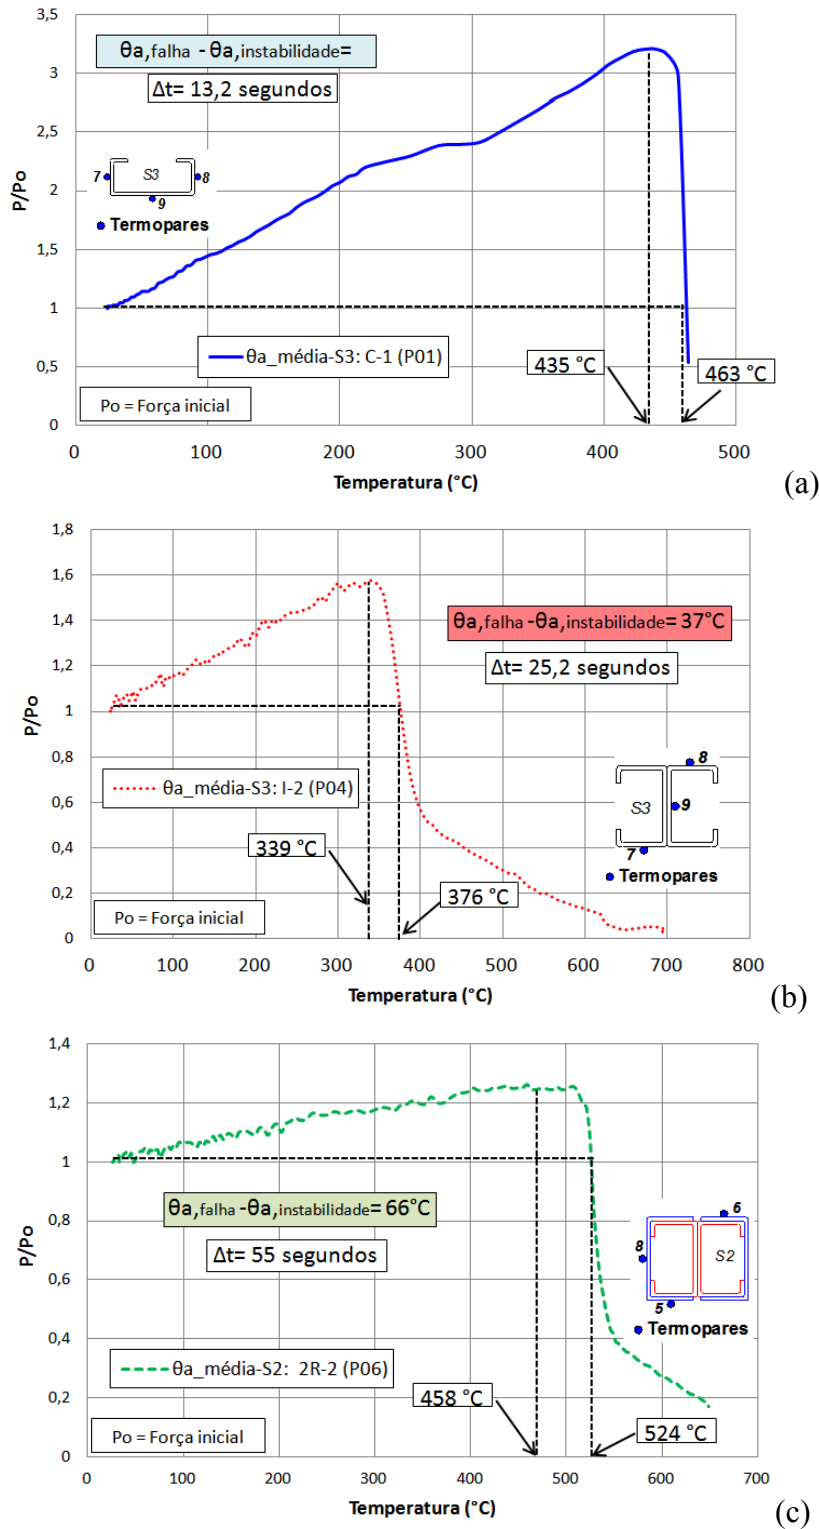 3,5
θa,falha - θa,instabilidade=
3
Δt= 13,2 segundos
2,5
S3
7
8
9
Termopares
2
P/Po
1,5
1
θa_média-S3: C-1 (P01)
435 °C
463 °C
0,5
Po = Força inicial
0
0 100 200 300 400 500
Temperatura (°C)
(a)
1,8
1,6
θa,falha -θa,instabilidade= 37°C
1,4
Δt= 25,2 segundos
1,2
1
P/Po
0,8
8
S3
9
7
Termopares
θa_média-S3: I-2 (P04)
0,6
339 °C
0,4
376 °C
0,2
Po = Força inicial
0
0 100 200 300 400 500 600 700 800
Temperatura (°C)
(b)
1,4
1,2
1
θa,falha -θa,instabilidade= 66°C
0,8
Δt= 55 segundos
6
8
S2
5
Termopares
P/Po
0,6
0,4
θa_média-S2: 2R-2 (P06)
458 °C
0,2
524 °C
Po = Força inicial
0
0 100 200 300 400 500 600 700
Temperatura (°C)
(c)